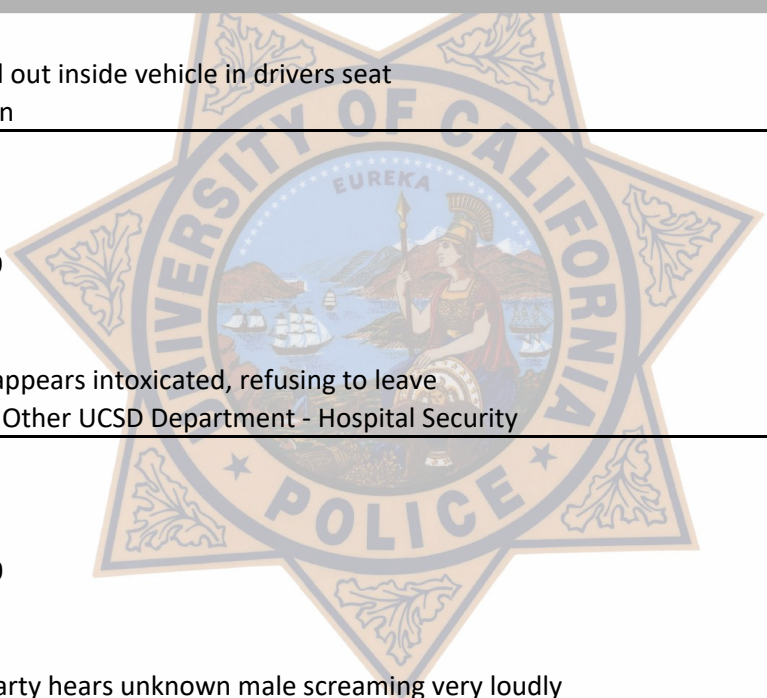 out inside vehicle in drivers seat
UNIVERSITY OF CALIFORNIA
EUREKA
appears intoxicated, refusing to leave
Other UCSD Department - Hospital Security
POLICE
arty hears unknown male screaming very loudly